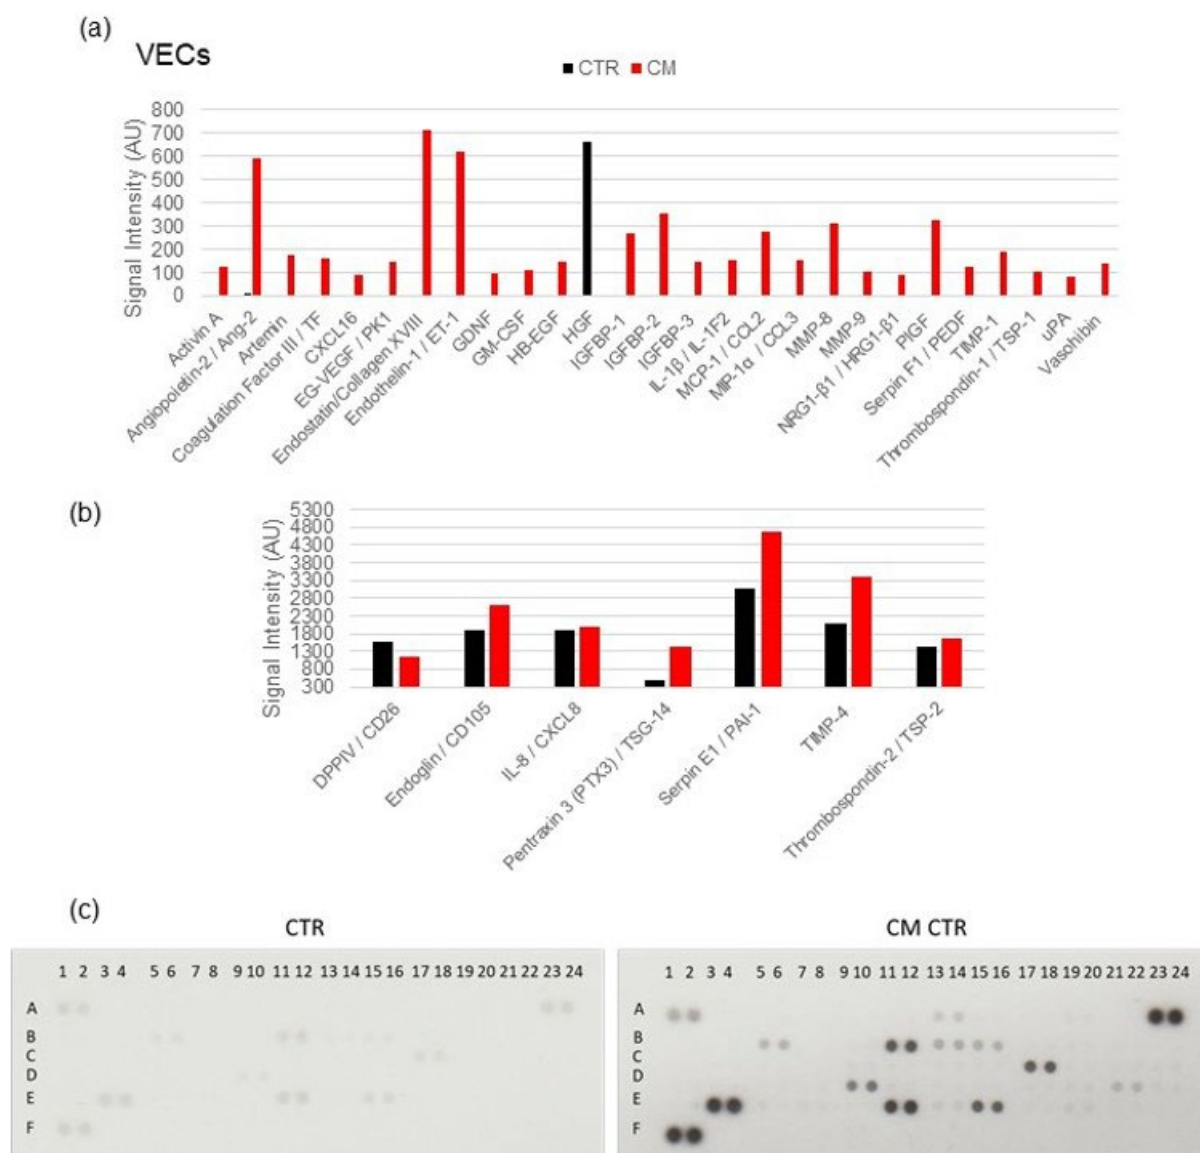 (a)
VECs
CTR CM
Signal Intensity (AU)
800
700
600
500
400
300
200
100
0
Activin A
Angiopoietin-2 / Ang-2
Artemin
Coagulation Factor III / TF
CXCL16
EG-VEGF / PK1
Endostatin/Collagen XVIII
Endothelin-1 / ET-1
GDNF
GM-CSF
HB-EGF
HGF
IGFBP-1
IGFBP-2
IGFBP-3
IL-1β / IL-1F2
MCP-1 / CCL2
MIP-1α / CCL3
MMP-8
MMP-9
NRG1-β1 / HRG1-β1
PlGF
Serpin F1 / PEDF
TIMP-1
Thrombospondin-1 / TSP-1
uPA
Vasohibin
(b)
Signal Intensity (AU)
5300
4800
4300
3800
3300
2800
2300
1800
1300
800
300
DPPIV / CD26
Endoglin / CD105
IL-8 / CXCL8
Pentraxin 3 (PTX3) / TSG-14
Serpin E1 / PAI-1
TIMP-4
Thrombospondin-2 / TSP-2
(c)
CTR
1 2 3 4 5 6 7 8 9 10 11 12 13 14 15 16 17 18 19 20 21 22 23 24
A
B
C
D
E
F
CM CTR
1 2 3 4 5 6 7 8 9 10 11 12 13 14 15 16 17 18 19 20 21 22 23 24
A
B
C
D
E
F